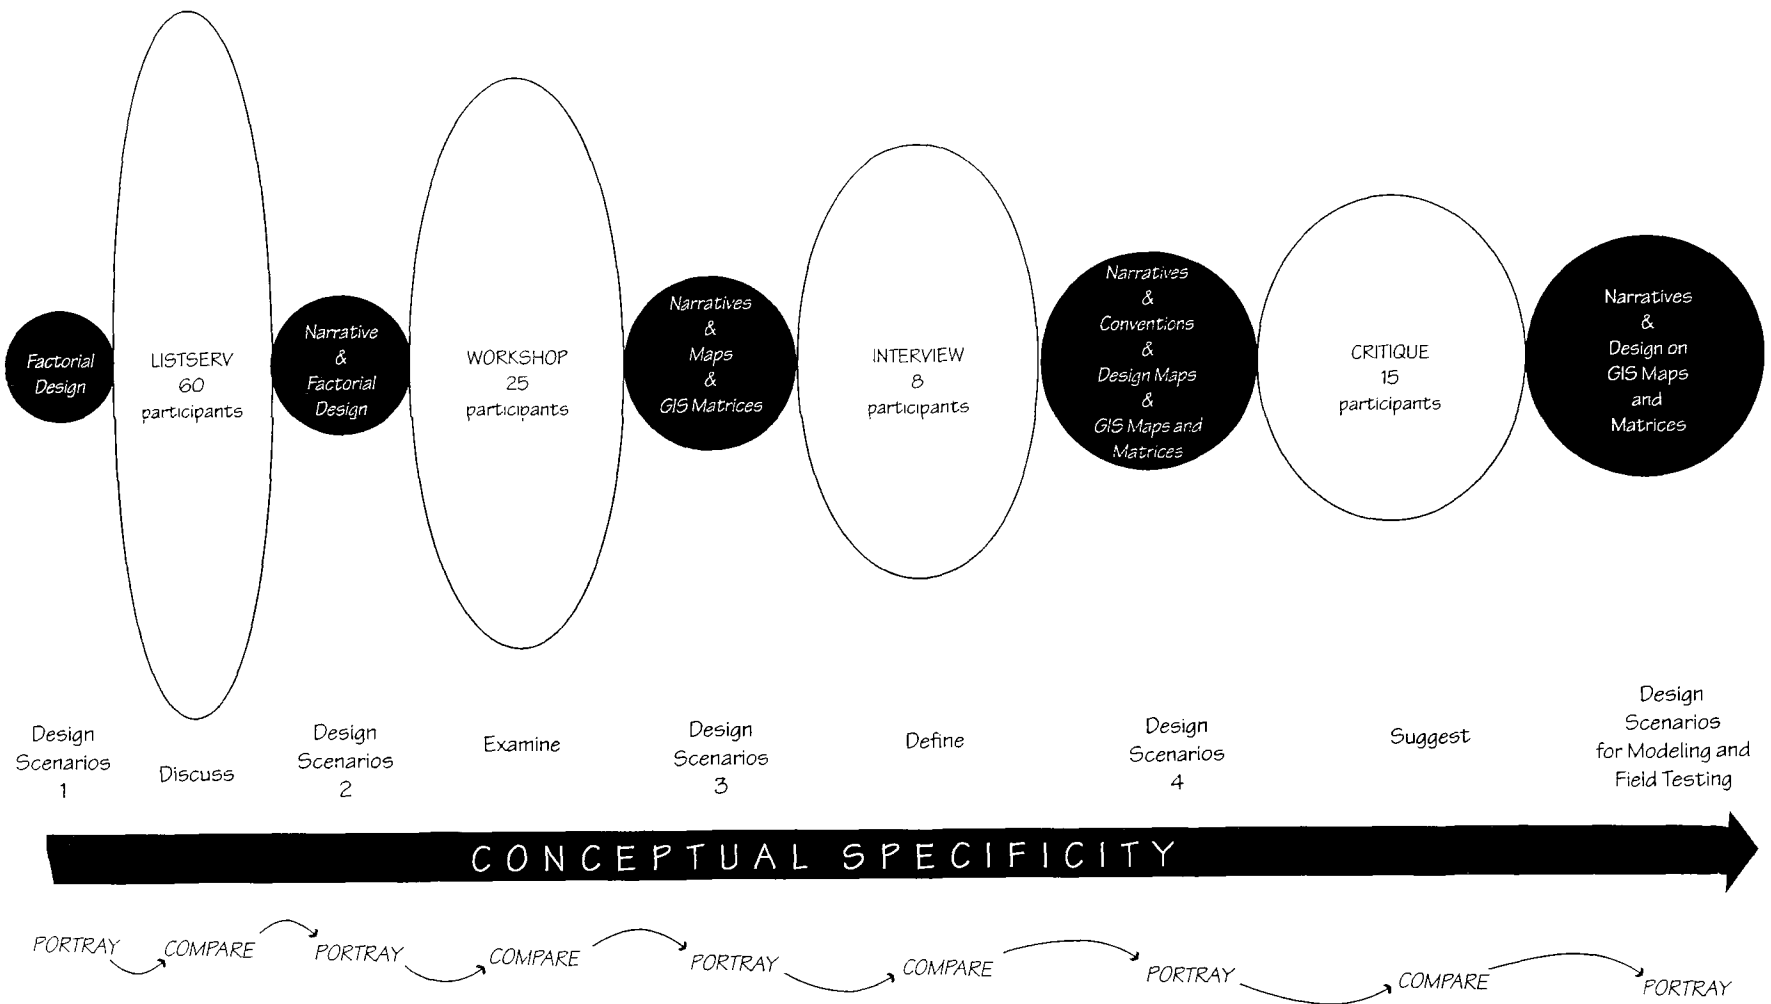 Factorial
Design
LISTSERV
60
participants
Narrative
&
Factorial
Design
WORKSHOP
25
participants
Narratives
&
Maps
&
GIS Matrices
INTERVIEW
8
participants
Narratives
&
Conventions
&
Design Maps
&
GIS Maps and
Matrices
CRITIQUE
15
participants
Narratives
&
Design on
GIS Maps
and
Matrices
Design
Scenarios
1
Discuss
Design
Scenarios
2
Examine
Design
Scenarios
3
Define
Design
Scenarios
4
Suggest
Design
Scenarios
for Modeling and
Field Testing
CONCEPTUAL SPECIFICITY
PORTRAY COMPARE PORTRAY COMPARE PORTRAY COMPARE PORTRAY COMPARE PORTRAY